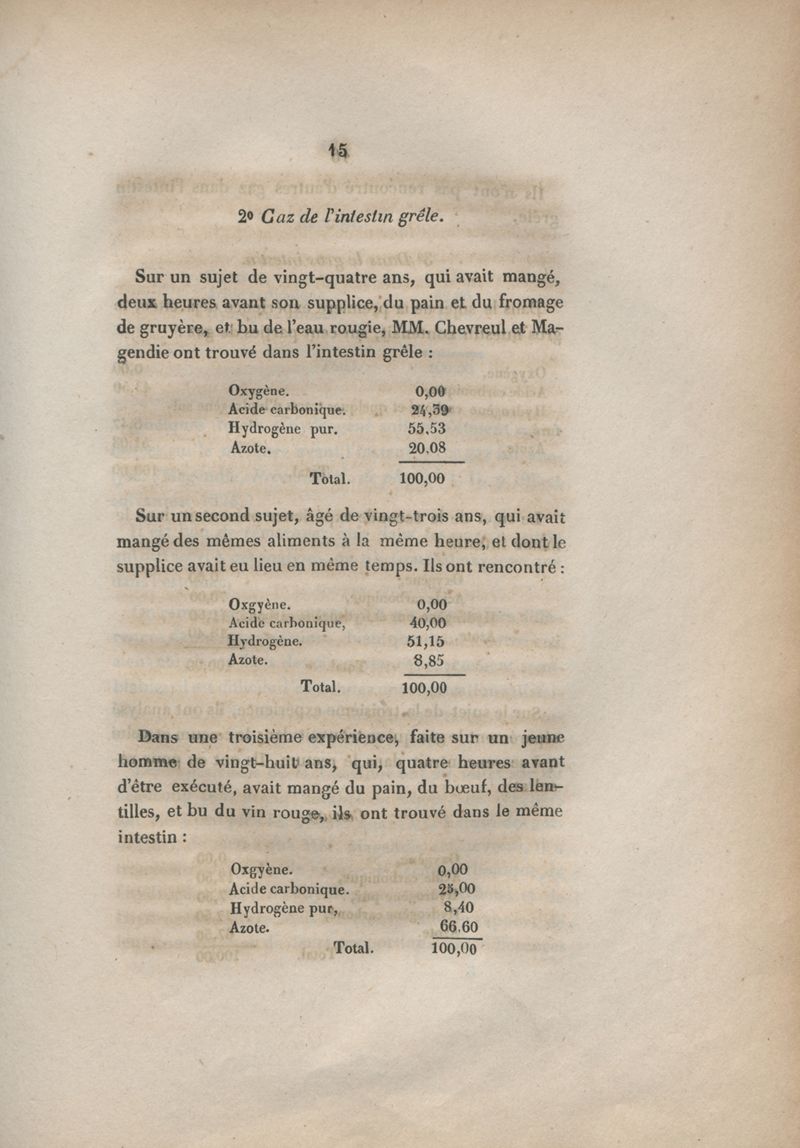 15
2º Gaz de l'intestin grêle.
Sur un sujet de vingt-quatre ans, qui avait mangé,
deux heures avant son supplice, du pain et du fromage
de gruyère, et bu de l'eau rougie, MM. Chevreul et Ma-
gendie ont trouvé dans l'intestin grêle :
Oxygène. 0,00
Acide carbonique. 24,39
Hydrogène pur. 55,53
Azote. 20,08
Total. 100,00
Sur un second sujet, âgé de vingt-trois ans, qui avait
mangé des mêmes aliments à la même heure, et dont le
supplice avait eu lieu en même temps. Ils ont rencontré :
Oxgyène. 0,00
Acide carbonique, 40,00
Hydrogène. 51,15
Azote. 8,85
Total. 100,00
Dans une troisième expérience, faite sur un jeune
homme de vingt-huit ans, qui, quatre heures avant
d'être exécuté, avait mangé du pain, du bœuf, des len-
tilles, et bu du vin rouge, ils ont trouvé dans le même
intestin :
Oxgyène. 0,00
Acide carbonique. 25,00
Hydrogène pur, 8,40
Azote. 66,60
Total. 100,00